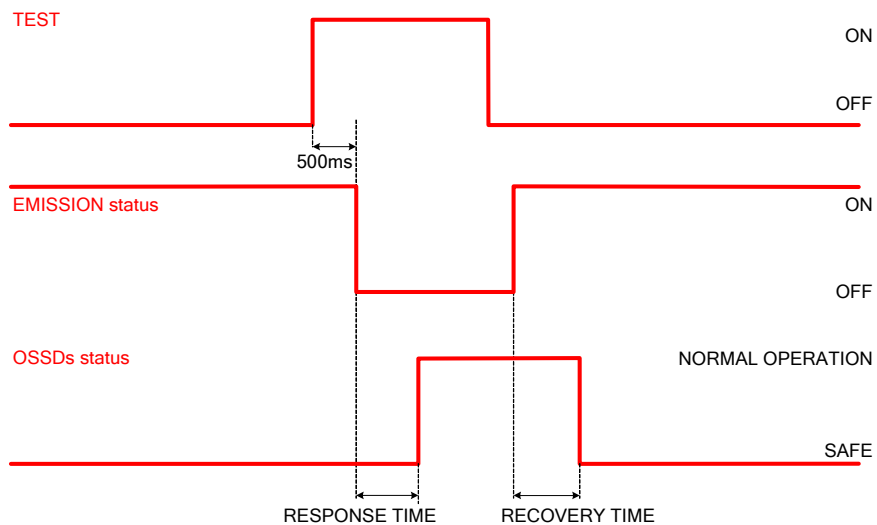 TEST
ON
OFF
500ms
EMISSION status
ON
OFF
OSSDs status
NORMAL OPERATION
SAFE
RESPONSE TIME
RECOVERY TIME